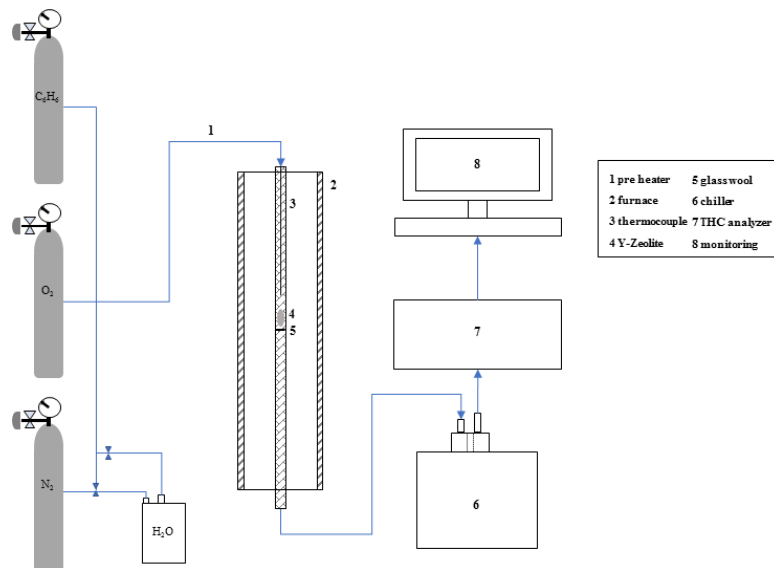 C₆H₆
O₂
N₂
H₂O
1
2
3
4
5
6
7
8
1 pre heater 5 glass wool
2 furnace 6 chiller
3 thermocouple 7 THC analyzer
4 Y-Zeolite 8 monitoring